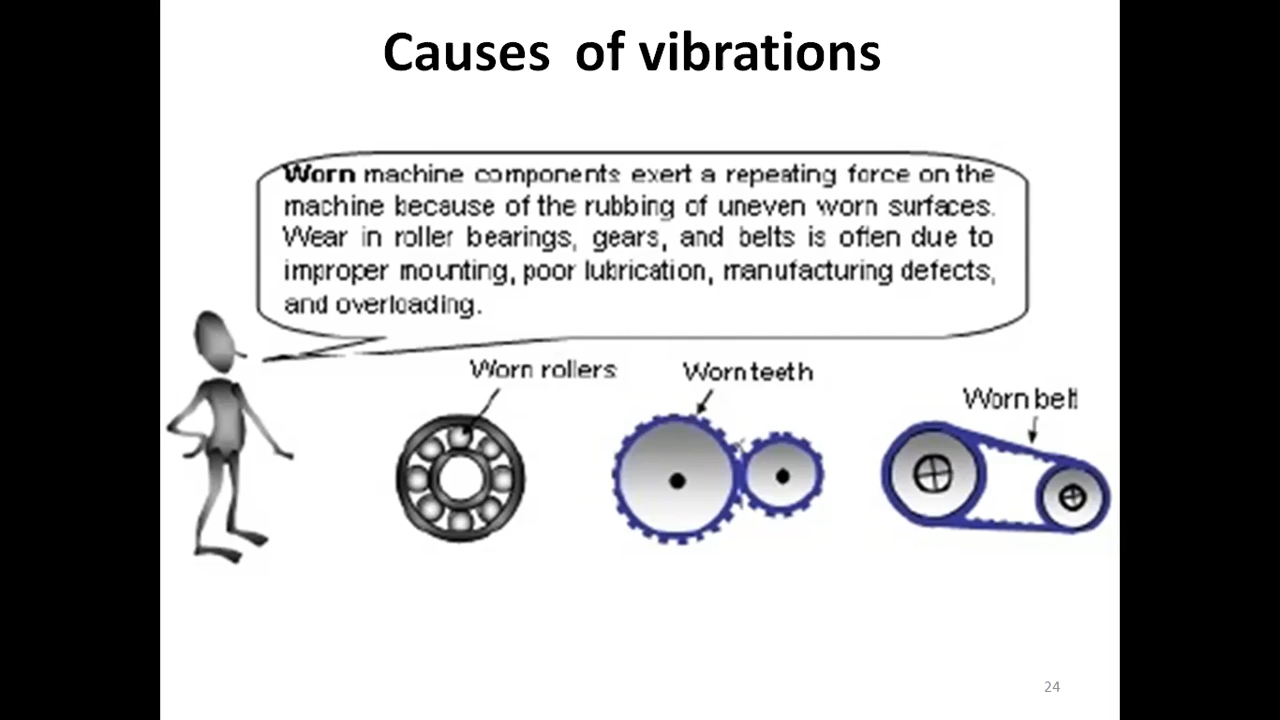 Causes of vibrations
Worn machine components exert a repeating force on the
machine because of the rubbing of uneven worn surfaces.
Wear in roller bearings, gears, and belts is often due to
improper mounting, poor lubrication, manufacturing defects,
and overloading.
Worn rollers
Worn teeth
Worn belt
24